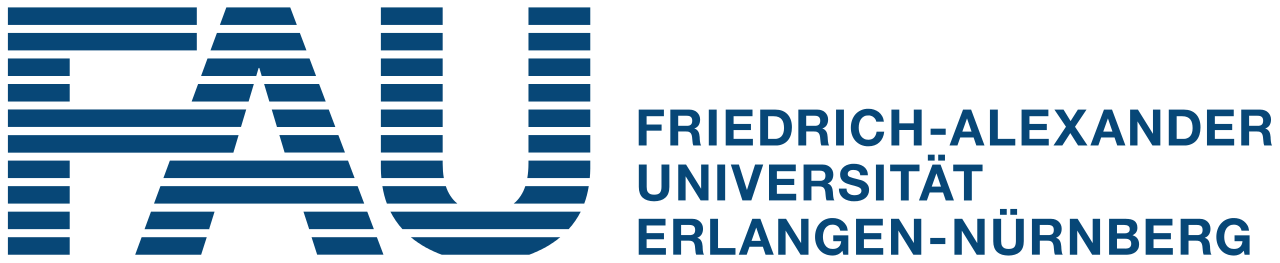 FAU
FRIEDRICH-ALEXANDER
UNIVERSITÄT
ERLANGEN-NÜRNBERG